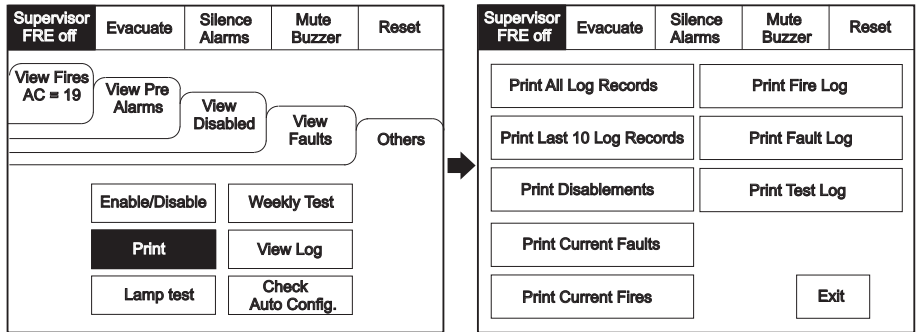 Supervisor
FRE off
Evacuate
Silence
Alarms
Mute
Buzzer
Reset
View Fires
AC = 19
View Pre
Alarms
View
Disabled
View
Faults
Others
Enable/Disable
Weekly Test
Print
View Log
Lamp test
Check
Auto Config.
Supervisor
FRE off
Evacuate
Silence
Alarms
Mute
Buzzer
Reset
Print All Log Records
Print Fire Log
Print Last 10 Log Records
Print Fault Log
Print Disablements
Print Test Log
Print Current Faults
Print Current Fires
Exit